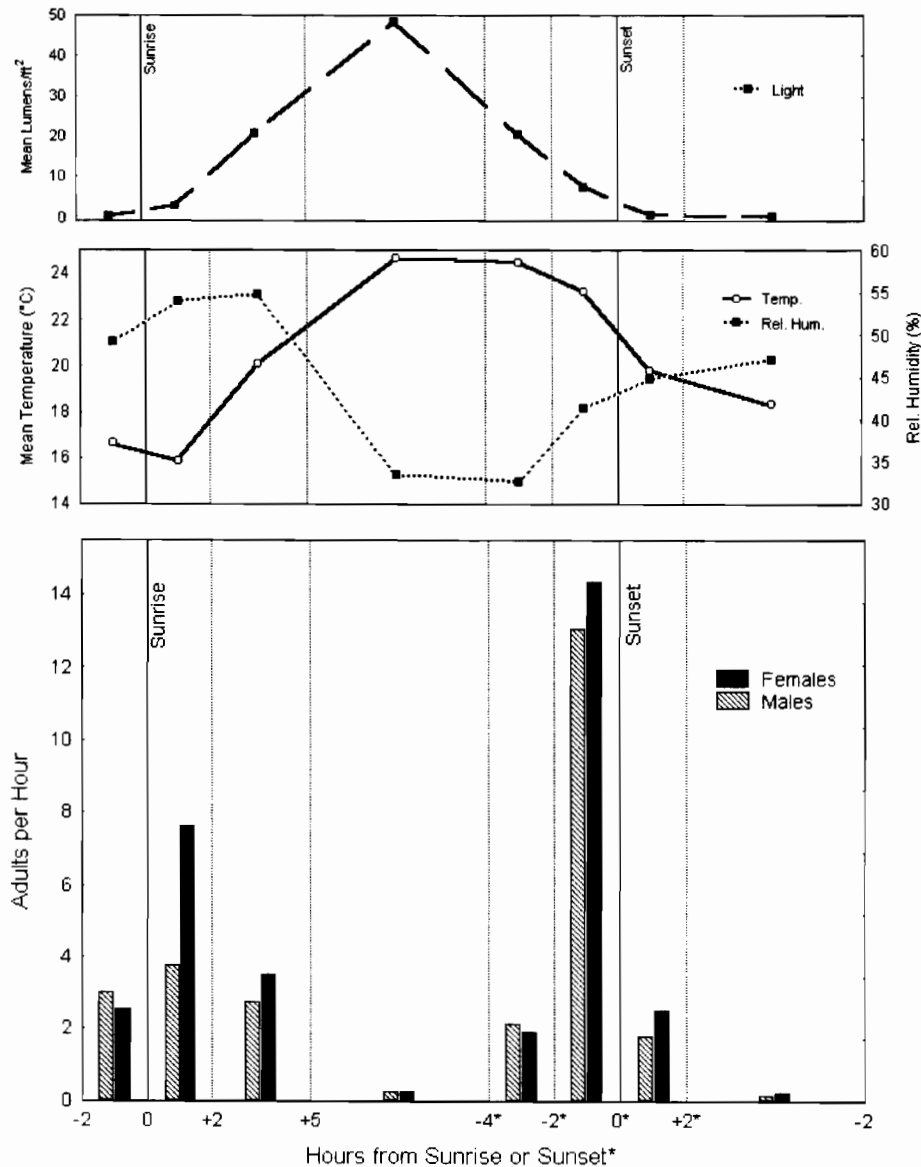 Mean Lumens/ft²
50
40
30
20
10
0
Sunrise
Sunset
Light
Mean Temperature (°C)
24
22
20
18
16
14
Temp.
Rel. Hum.
60
55
50
45
40
35
30
Rel. Humidity (%)
Adults per Hour
14
12
10
8
6
4
2
0
Sunrise
Sunset
Females
Males
-2 0 +2 +5 -4* -2* 0* +2* -2
Hours from Sunrise or Sunset*